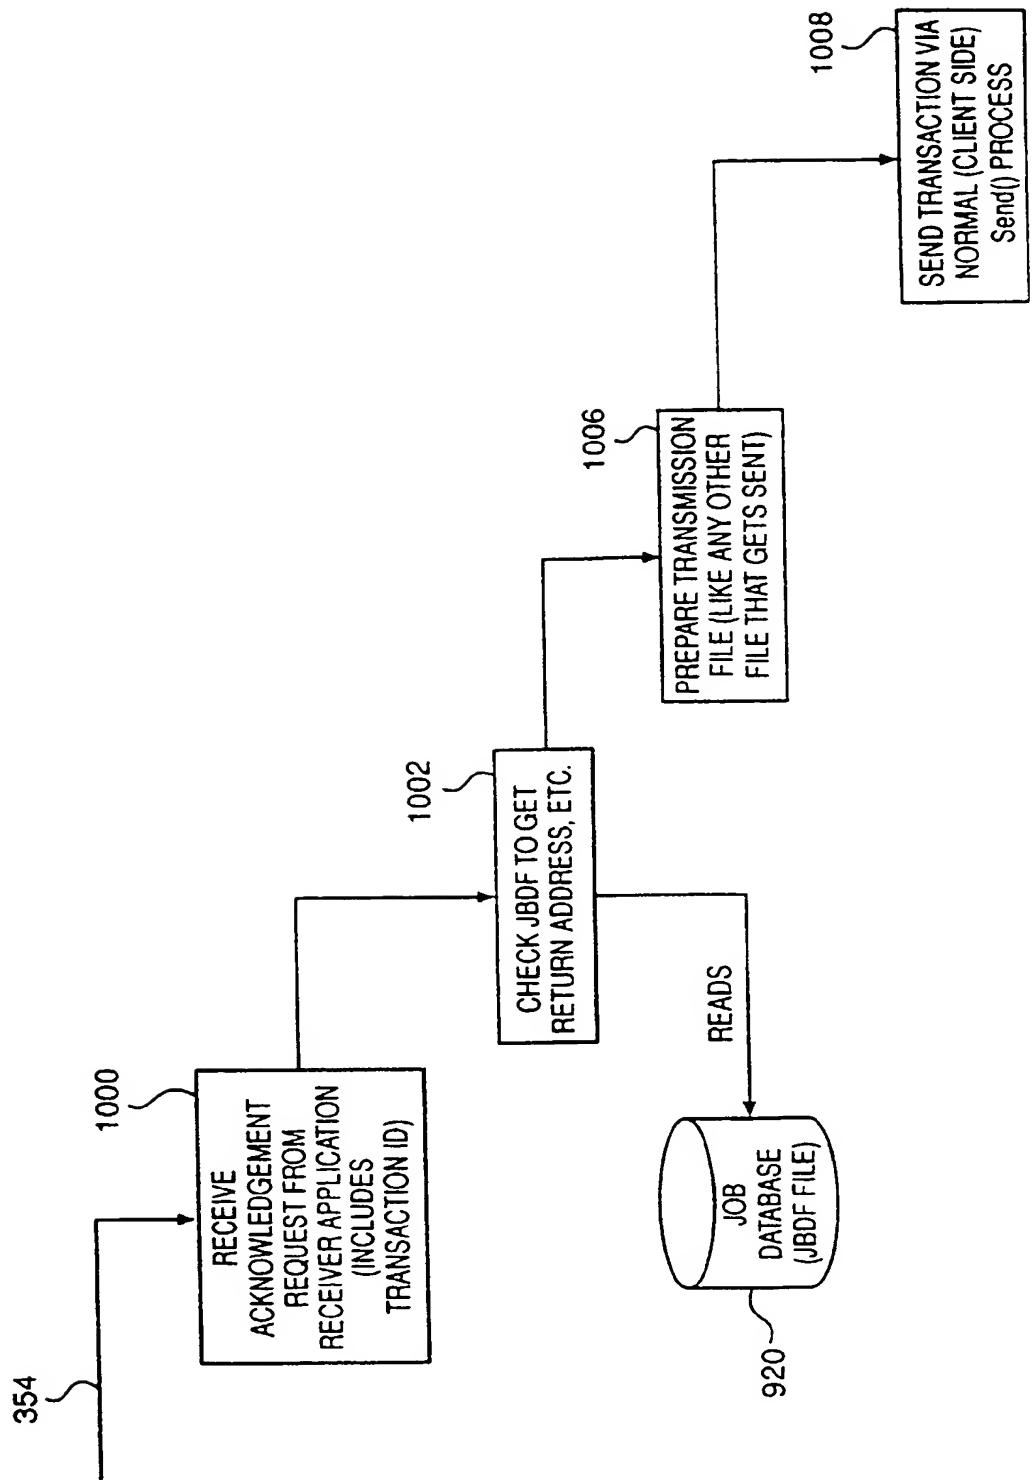 354
1000
RECEIVE
ACKNOWLEDGEMENT
REQUEST FROM
RECEIVER APPLICATION
(INCLUDES
TRANSACTION ID)
1002
CHECK JBDF TO GET
RETURN ADDRESS, ETC.
READS
JOB
DATABASE
(JBDF FILE)
920
1006
PREPARE TRANSMISSION
FILE (LIKE ANY OTHER
FILE THAT GETS SENT)
1008
SEND TRANSACTION VIA
NORMAL (CLIENT SIDE)
Send() PROCESS